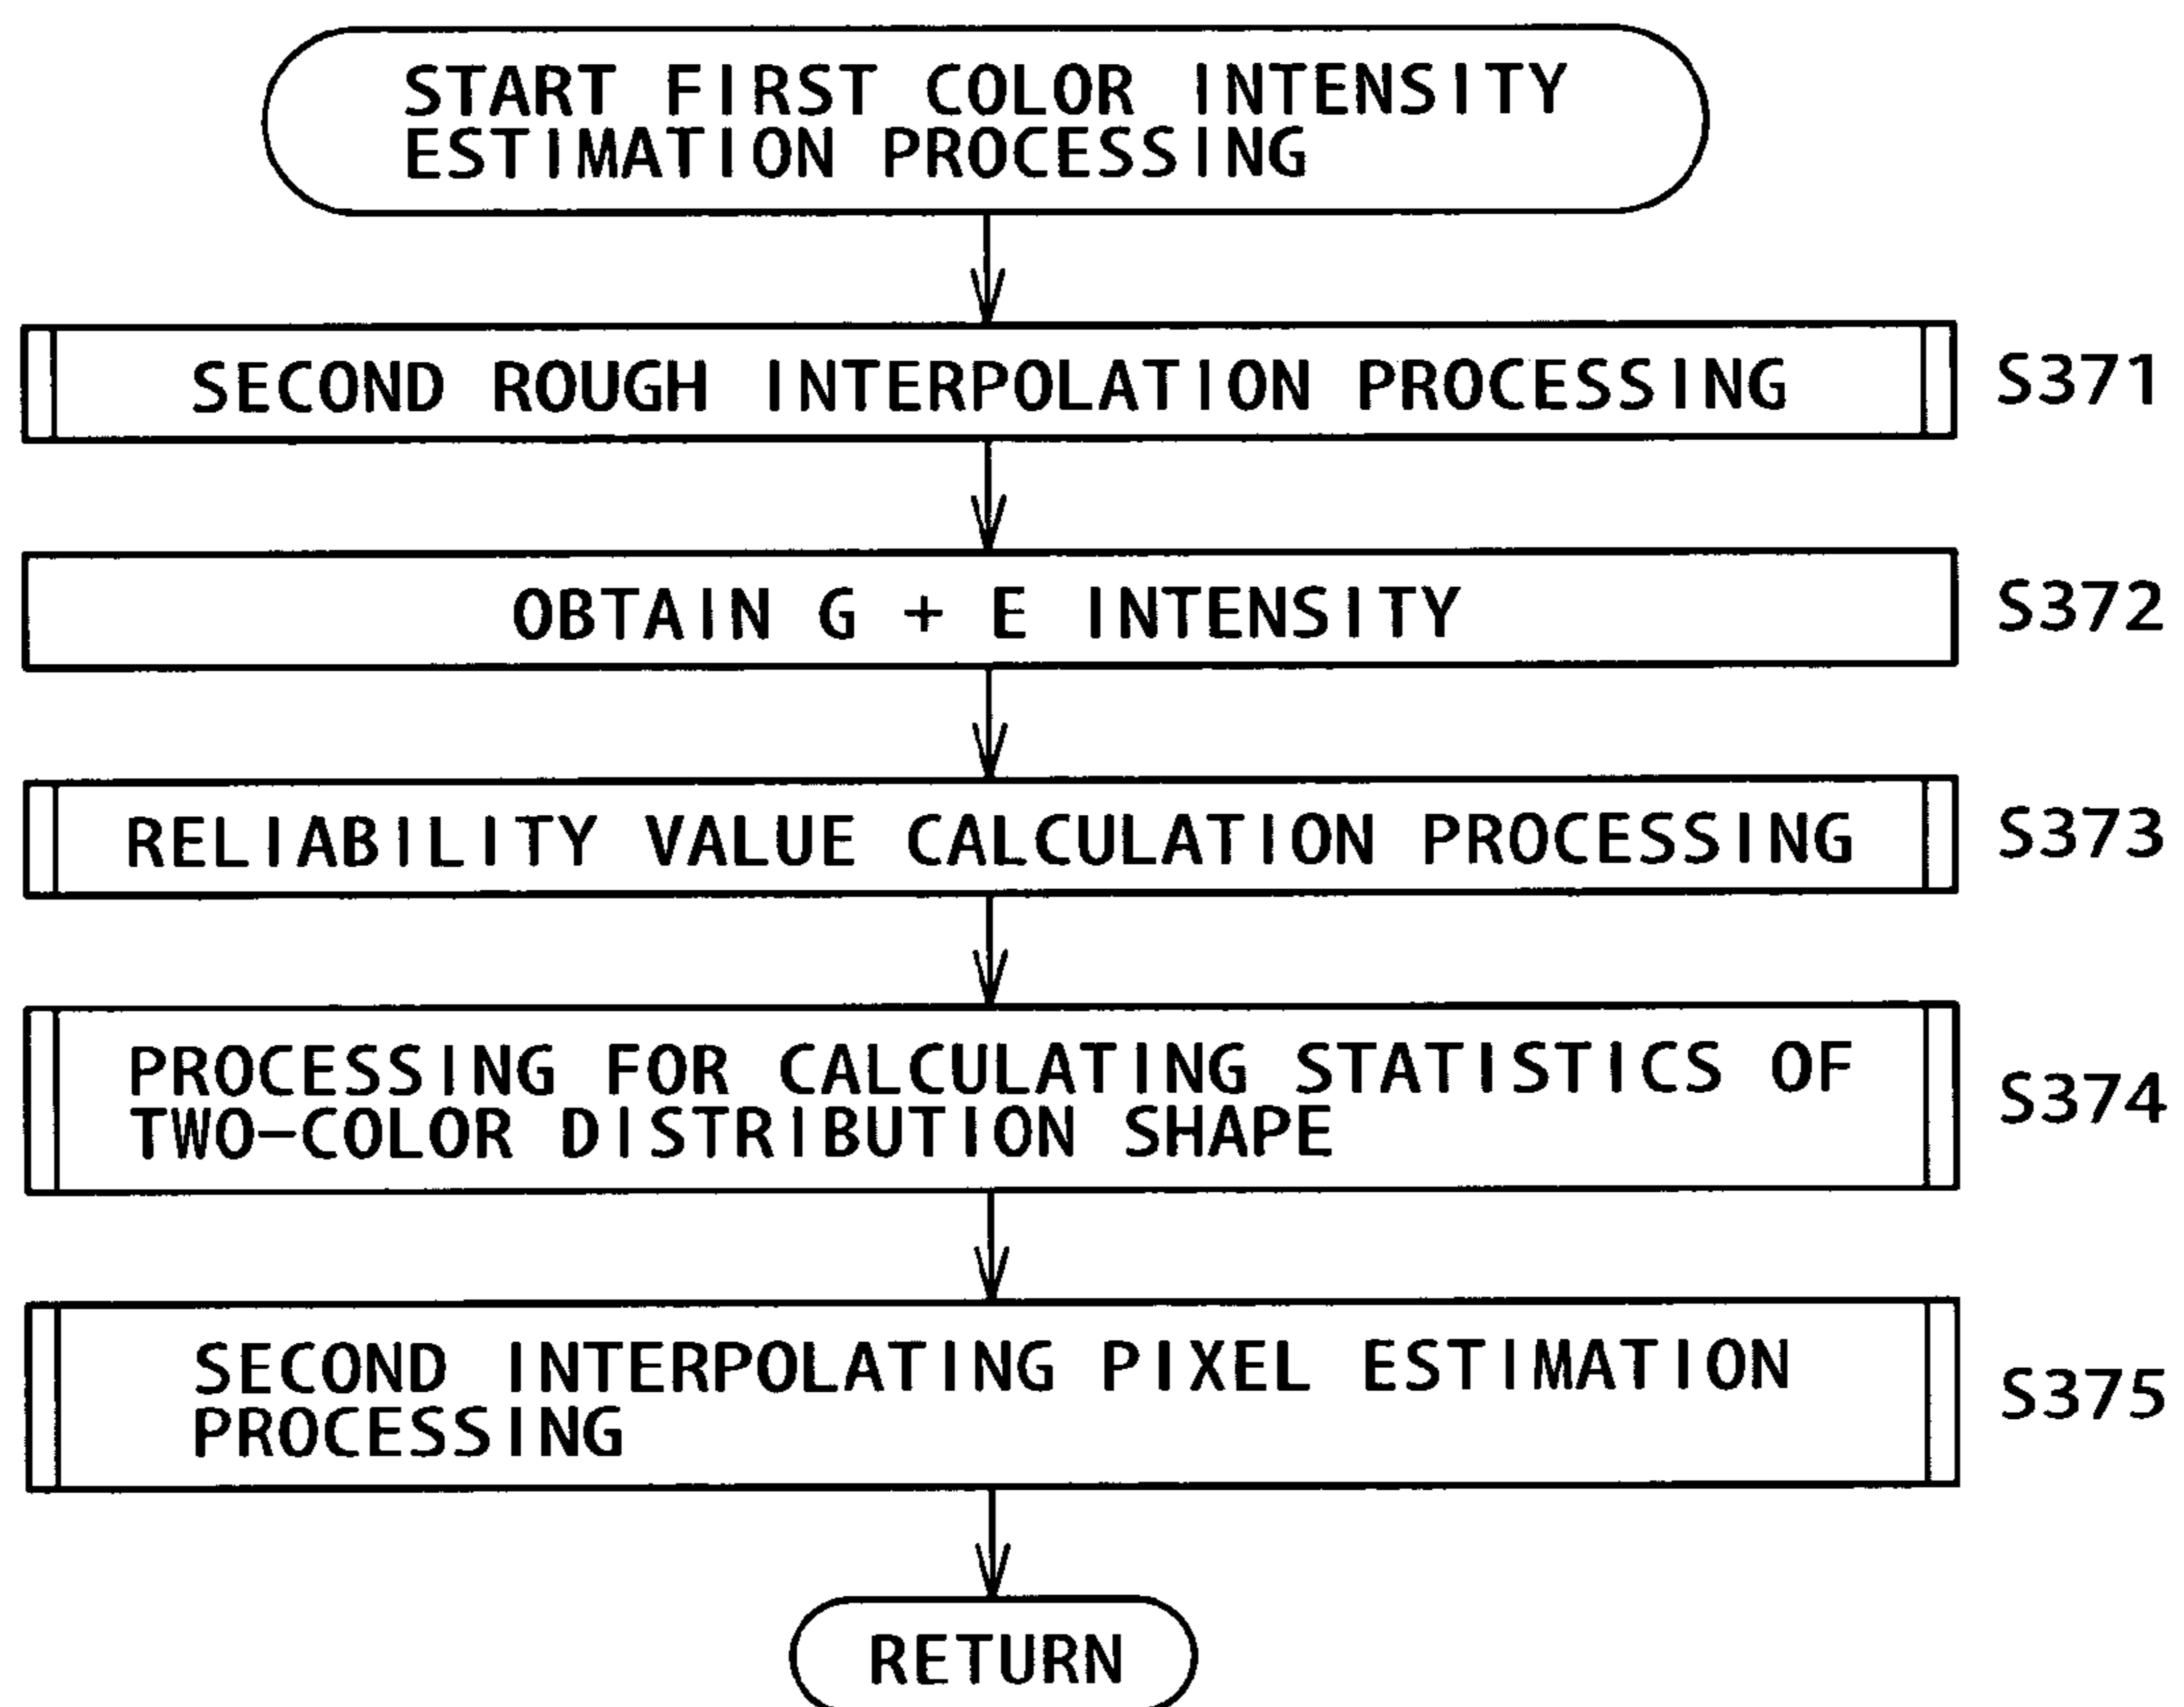 START FIRST COLOR INTENSITY
ESTIMATION PROCESSING
SECOND ROUGH INTERPOLATION PROCESSING
S371
OBTAIN G + E INTENSITY
S372
RELIABILITY VALUE CALCULATION PROCESSING
S373
PROCESSING FOR CALCULATING STATISTICS OF
TWO-COLOR DISTRIBUTION SHAPE
S374
SECOND INTERPOLATING PIXEL ESTIMATION
PROCESSING
S375
RETURN